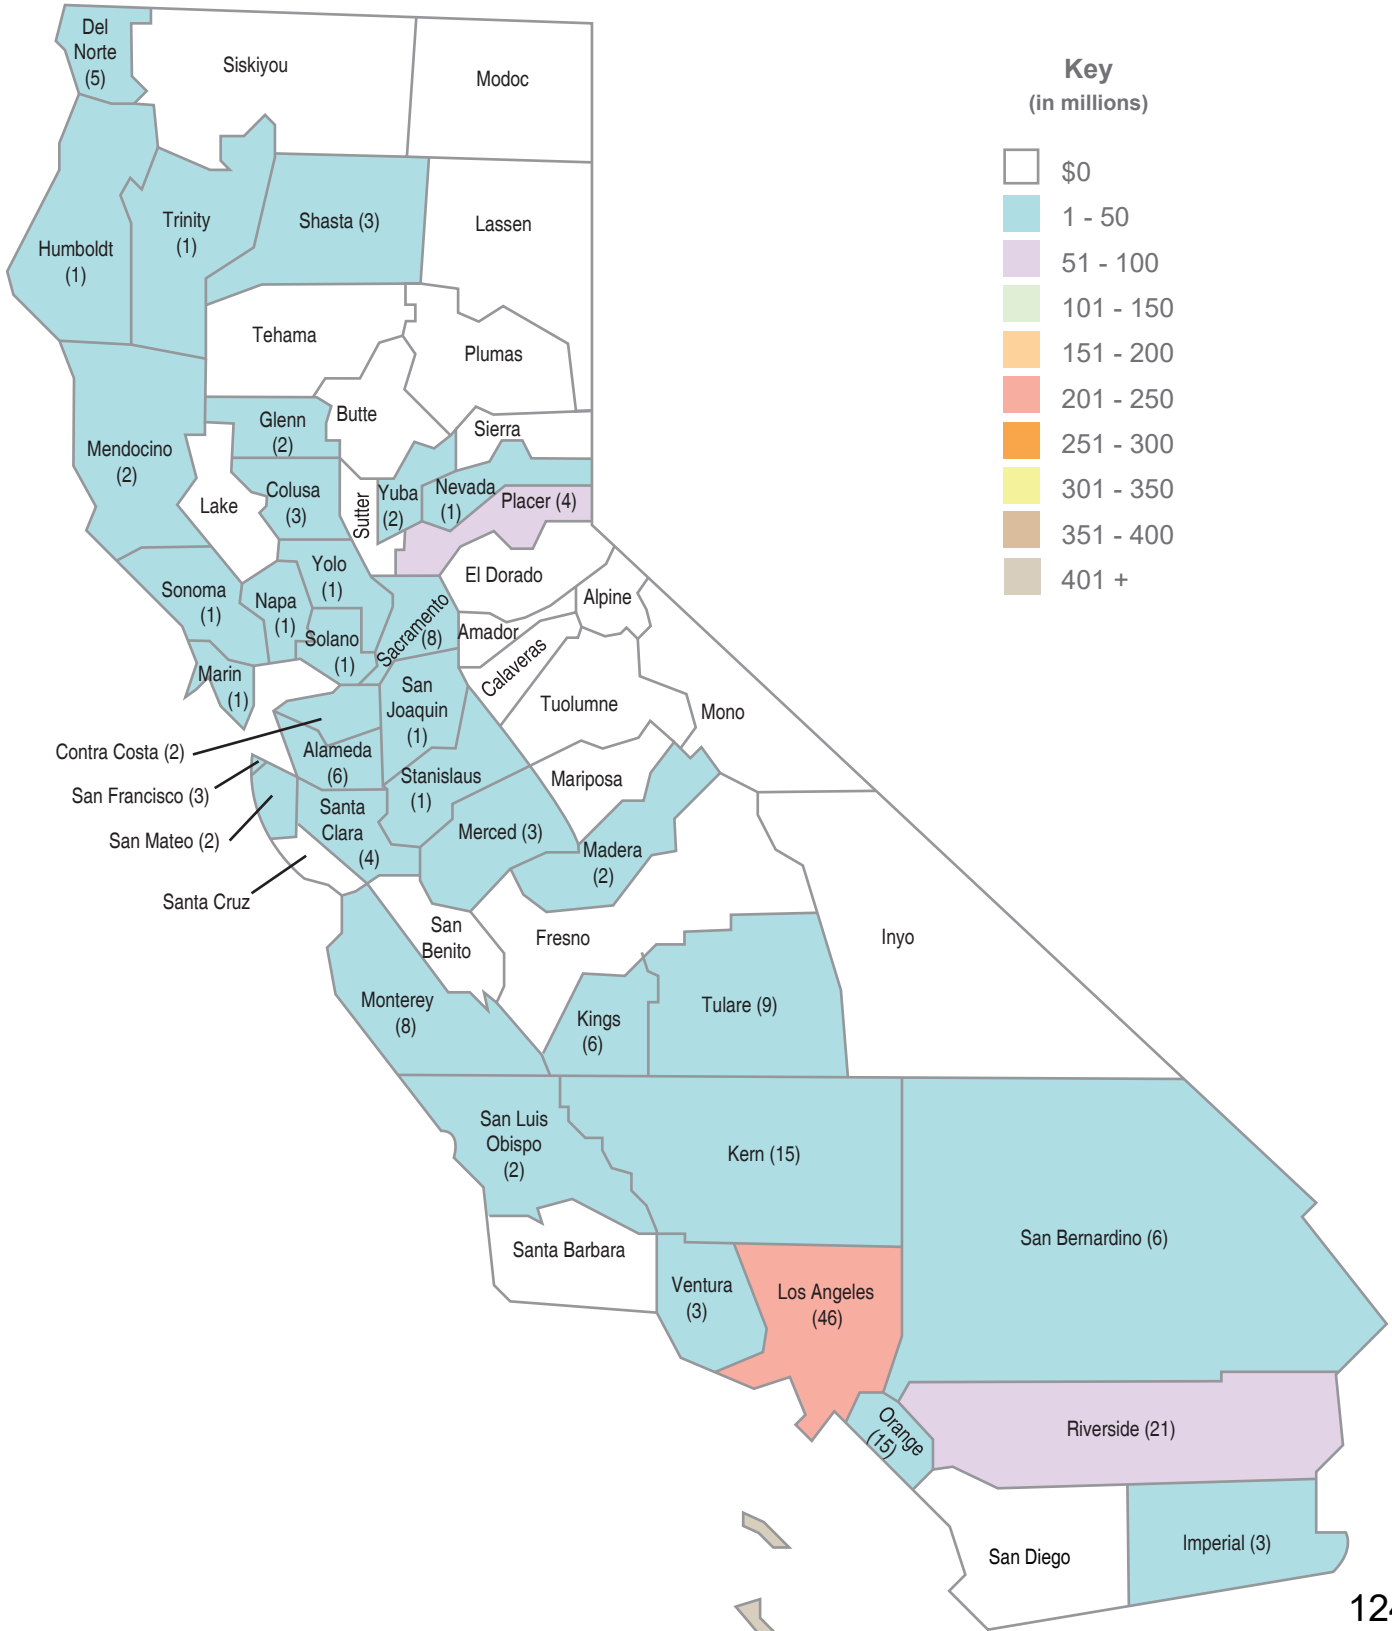 Del
Norte
(5)
Siskiyou
Modoc
Key
(in millions)
$0
1 - 50
51 - 100
101 - 150
151 - 200
201 - 250
251 - 300
301 - 350
351 - 400
401 +
Humboldt
(1)
Trinity
(1)
Shasta (3)
Lassen
Tehama
Plumas
Butte
Glenn
(2)
Sierra
Mendocino
(2)
Lake
Colusa
(3)
Sutter
Yuba
(2)
Nevada
(1)
Placer (4)
El Dorado
Sonoma
(1)
Napa
(1)
Yolo
(1)
Solano
(1)
Sacramento
(8)
Amador
Alpine
Calaveras
Marin
(1)
San
Joaquin
(1)
Tuolumne
Mono
Contra Costa (2)
Alameda
(6)
Stanislaus
(1)
Mariposa
San Francisco (3)
San Mateo (2)
Santa
Clara
(4)
Merced (3)
Madera
(2)
Santa Cruz
San
Benito
Fresno
Inyo
Monterey
(8)
Kings
(6)
Tulare (9)
San Luis
Obispo
(2)
Kern (15)
San Bernardino (6)
Santa Barbara
Ventura
(3)
Los Angeles
(46)
Orange
(15)
Riverside (21)
San Diego
Imperial (3)
124